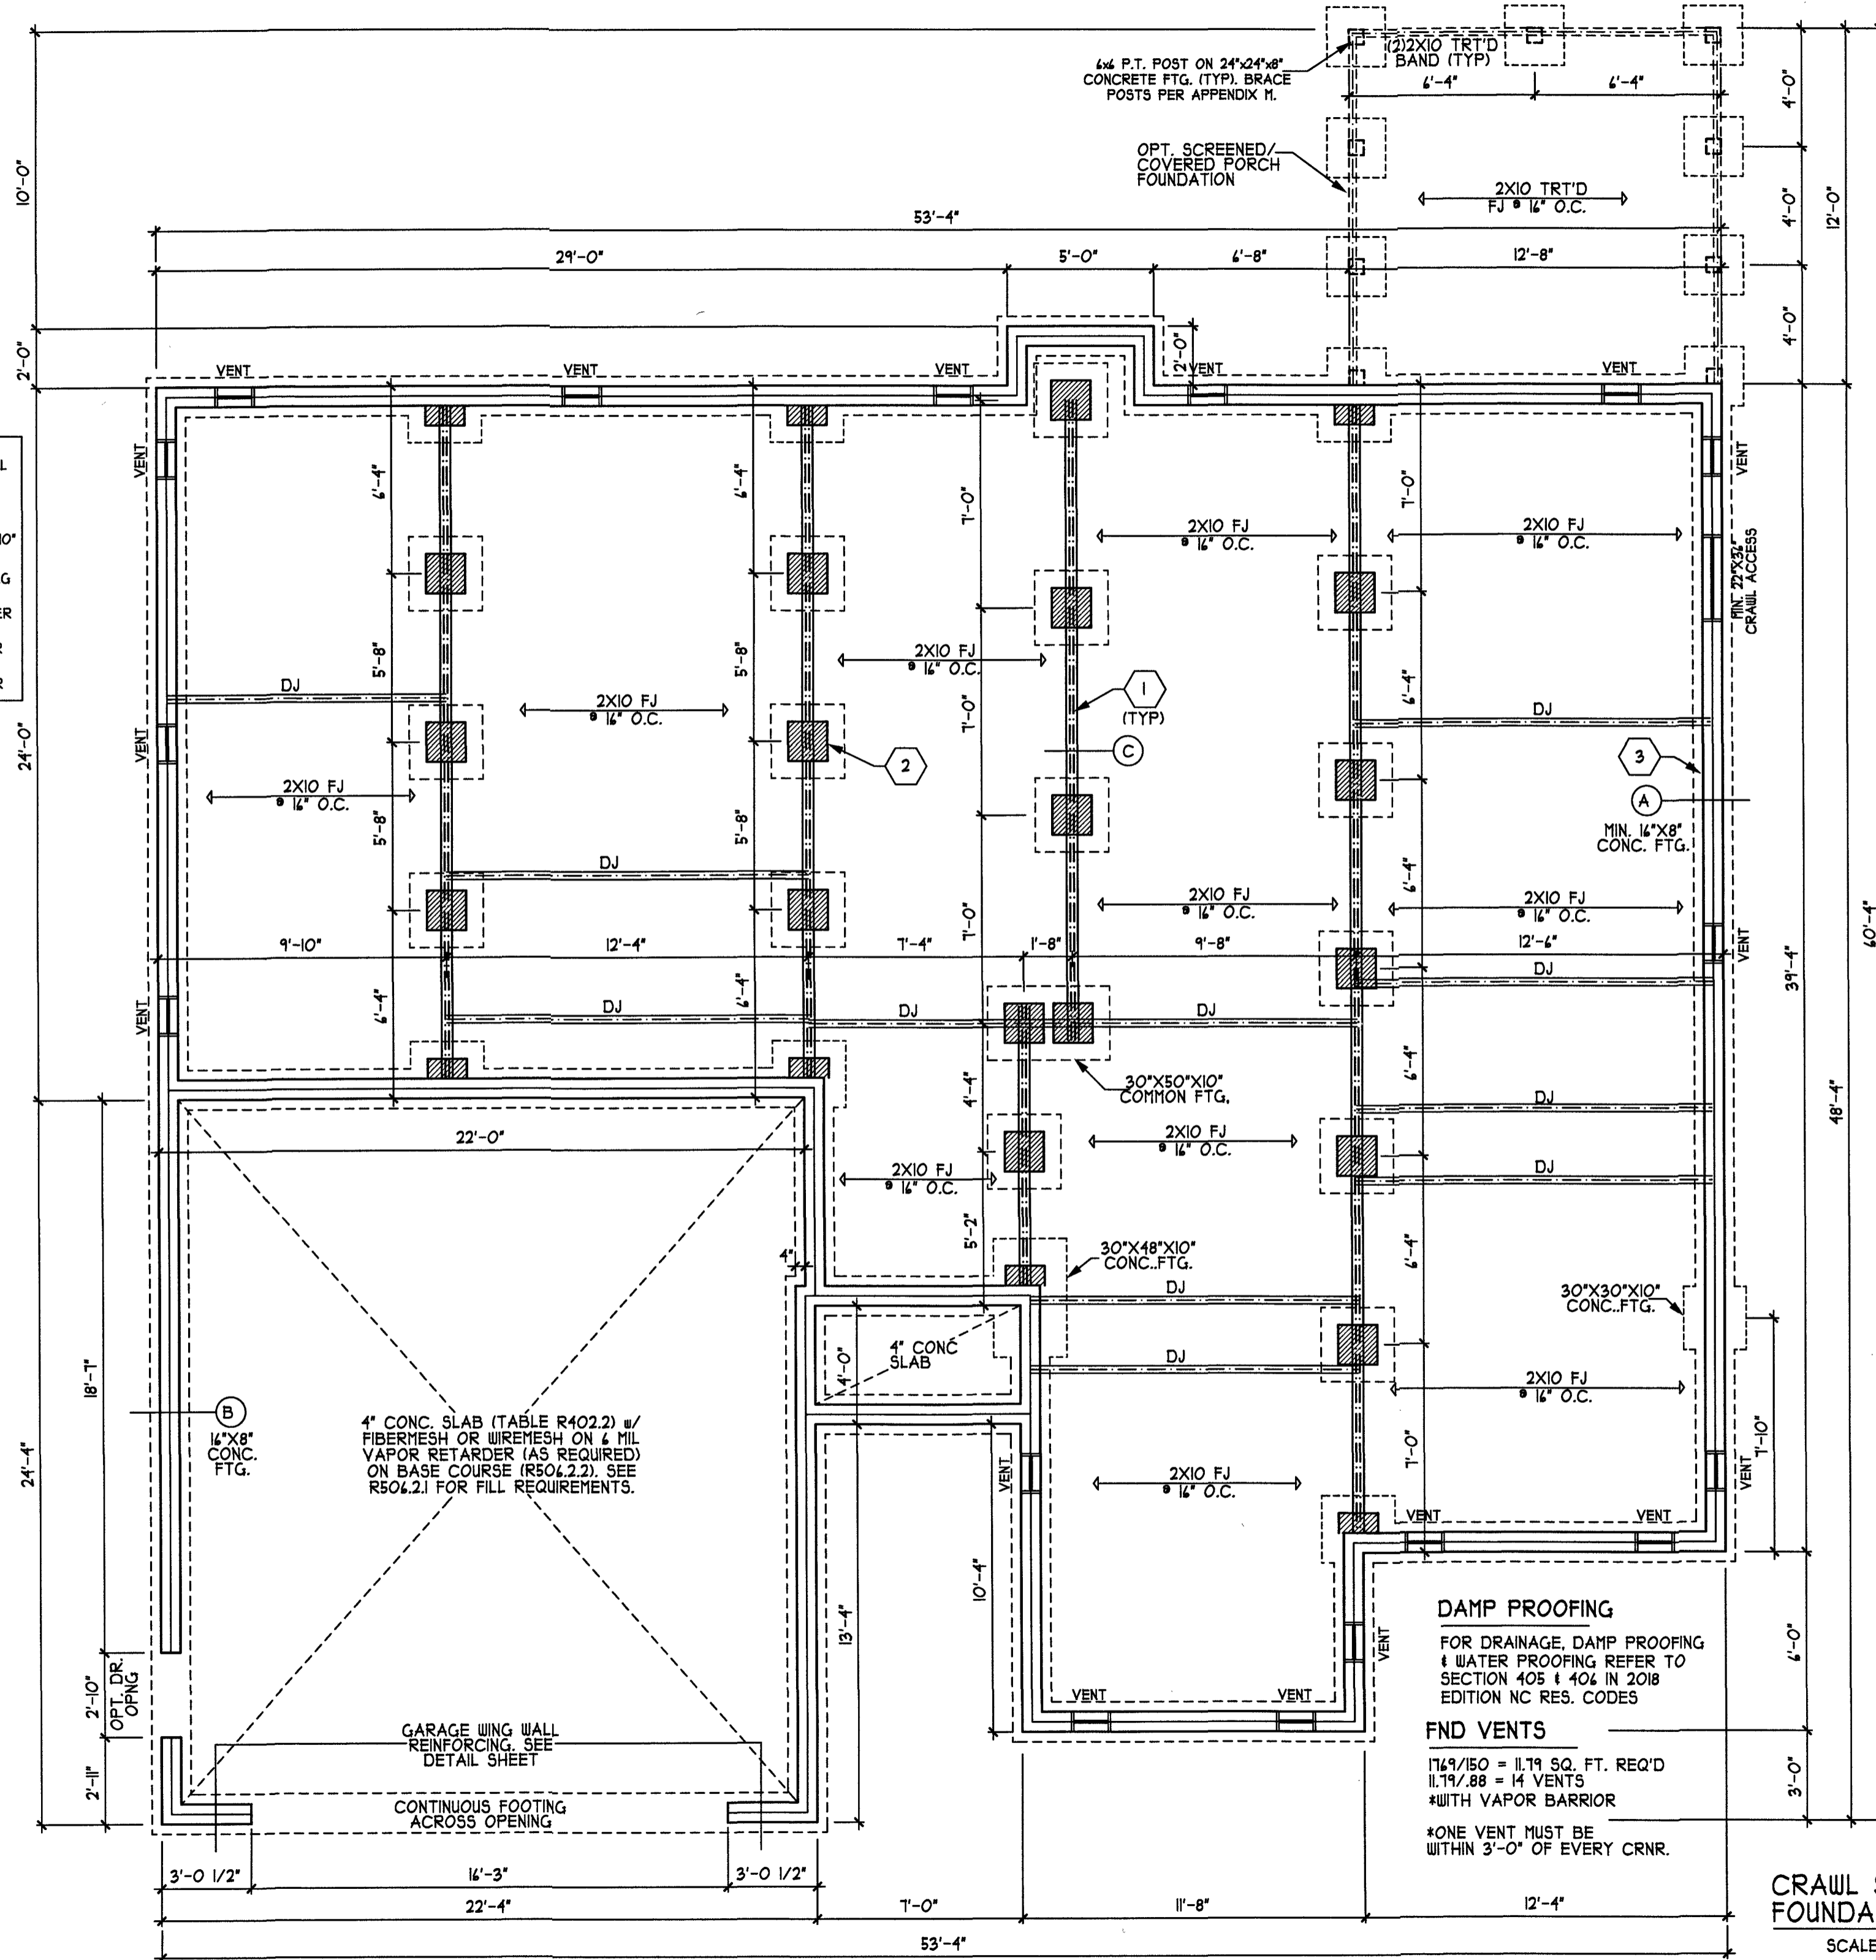 6x6 P.T. POST ON 24"x24"x8"
CONCRETE FTG. (TYP). BRACE
POSTS PER APPENDIX M.
(2)2X10 TRT'D
BAND (TYP)
6'-4"
6'-4"
4'-0"
OPT. SCREENED/
COVERED PORCH
FOUNDATION
2X10 TRT'D
FJ @ 16" O.C.
10'-0"
4'-0"
12'-0"
53'-4"
29'-0"
5'-0"
6'-8"
12'-8"
4'-0"
2'-0"
2'-0"
VENT
VENT
VENT
VENT
VENT
L
10"
G
ER
R
VENT
6'-4"
6'-4"
7'-0"
7'-0"
VENT
2X10 FJ
@ 16" O.C.
2X10 FJ
@ 16" O.C.
MIN. 22"X36"
CRAWL ACCESS
5'-8"
5'-8"
2X10 FJ
@ 16" O.C.
6'-4"
DJ
2X10 FJ
@ 16" O.C.
7'-0"
1
(TYP)
DJ
24'-0"
VENT
2
C
3
A
MIN. 16"X8"
CONC. FTG.
2X10 FJ
@ 16" O.C.
5'-8"
5'-8"
DJ
6'-4"
2X10 FJ
@ 16" O.C.
2X10 FJ
@ 16" O.C.
7'-0"
9'-10"
12'-4"
7'-4"
1'-8"
9'-8"
12'-6"
VENT
DJ
39'-4"
60'-4"
VENT
6'-4"
6'-4"
DJ
DJ
DJ
6'-4"
4'-4"
30"X50"X10"
COMMON FTG.
DJ
48'-4"
22'-0"
2X10 FJ
@ 16" O.C.
2X10 FJ
@ 16" O.C.
DJ
5'-2"
4"
30"X48"X10"
CONC..FTG.
6'-4"
DJ
30"X30"X10"
CONC..FTG.
4" CONC
SLAB
4'-0"
DJ
18'-7"
2X10 FJ
@ 16" O.C.
B
16"X8"
CONC.
FTG.
4" CONC. SLAB (TABLE R402.2) w/
FIBERMESH OR WIREMESH ON 6 MIL
VAPOR RETARDER (AS REQUIRED)
ON BASE COURSE (R506.2.2). SEE
R506.2.1 FOR FILL REQUIREMENTS.
24'-4"
7'-0"
7'-10"
VENT
2X10 FJ
@ 16" O.C.
VENT
VENT
VENT
10'-4"
13'-4"
DAMP PROOFING
FOR DRAINAGE, DAMP PROOFING
& WATER PROOFING REFER TO
SECTION 405 & 406 IN 2018
EDITION NC RES. CODES
6'-0"
VENT
2'-10"
OPT. DR.
OPNG
VENT
VENT
GARAGE WING WALL
REINFORCING. SEE
DETAIL SHEET
FND VENTS
1769/150 = 11.79 SQ. FT. REQ'D
11.79/.88 = 14 VENTS
*WITH VAPOR BARRIOR
*ONE VENT MUST BE
WITHIN 3'-0" OF EVERY CRNR.
2'-11"
3'-0"
CONTINUOUS FOOTING
ACROSS OPENING
3'-0 1/2"
16'-3"
3'-0 1/2"
22'-4"
7'-0"
11'-8"
12'-4"
53'-4"
CRAWL S
FOUNDA
SCALE